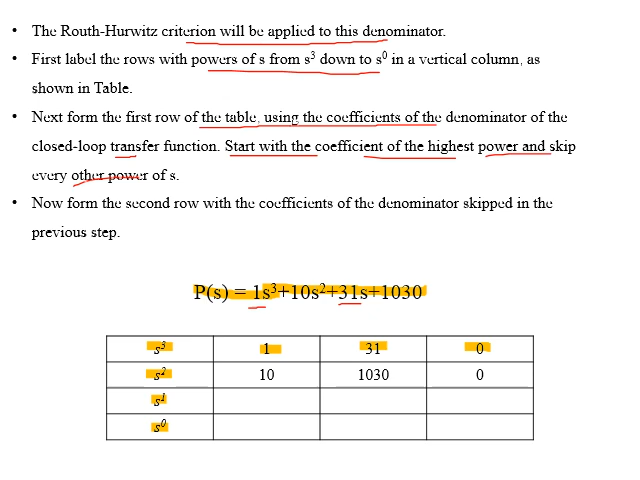 • The Routh-Hurwitz criterion will be applied to this denominator.
• First label the rows with powers of s from s³ down to s⁰ in a vertical column, as
shown in Table.
• Next form the first row of the table, using the coefficients of the denominator of the
closed-loop transfer function. Start with the coefficient of the highest power and skip
every other power of s.
• Now form the second row with the coefficients of the denominator skipped in the
previous step.
P(s) = 1s³+10s²+31s+1030
s³ 1 31 0
s² 10 1030 0
s¹
s⁰